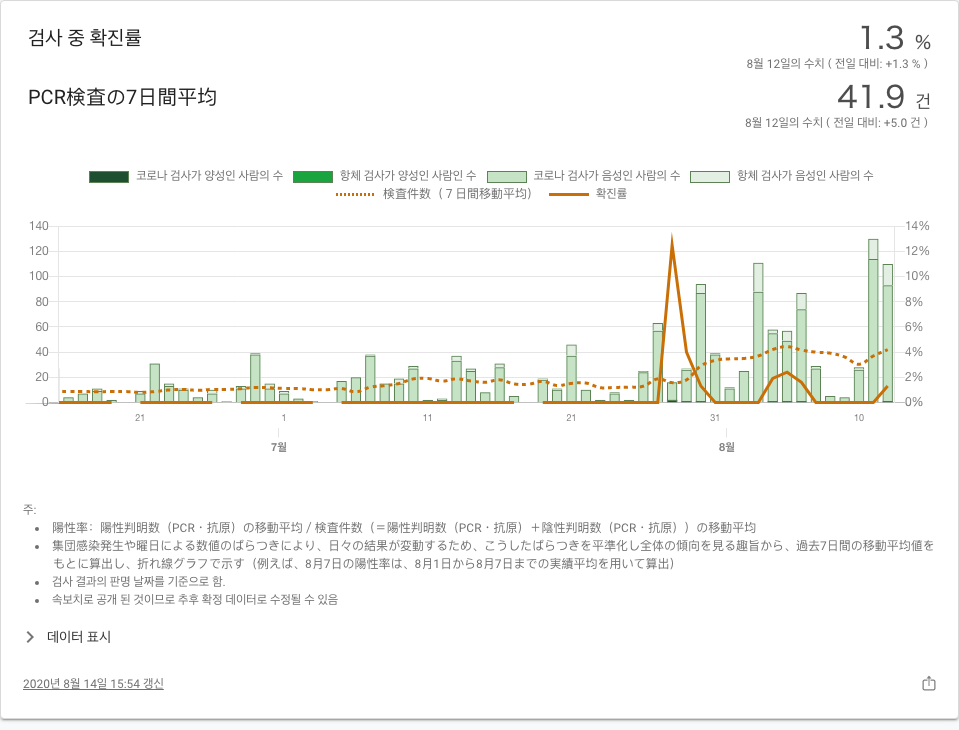 검사 중 확진률
1.3 %
8월 12일의 수치 ( 전일 대비: +1.3 % )
PCR検査の7日間平均
41.9 건
8월 12일의 수치 ( 전일 대비: +5.0 건 )
코로나 검사가 양성인 사람의 수 항체 검사가 양성인 사람인 수 코로나 검사가 음성인 사람의 수 항체 검사가 음성인 사람의 수
検査件数（７日間移動平均） 확진률
140 14%
120 12%
100 10%
80 8%
60 6%
40 4%
20 2%
0 0%
21 1 11 21 31 10
7월 8월
주:
陽性率：陽性判明数（PCR・抗原）の移動平均 / 検査件数（＝陽性判明数（PCR・抗原）＋陰性判明数（PCR・抗原））の移動平均
集団感染発生や曜日による数値のばらつきにより、日々の結果が変動するため、こうしたばらつきを平準化し全体の傾向を見る趣旨から、過去7日間の移動平均値を
もとに算出し、折れ線グラフで示す（例えば、8月7日の陽性率は、8月1日から8月7日までの実績平均を用いて算出）
검사 결과의 판명 날짜를 기준으로 함.
속보치로 공개 된 것이므로 추후 확정 데이터로 수정될 수 있음
데이터 표시
2020년 8월 14일 15:54 갱신